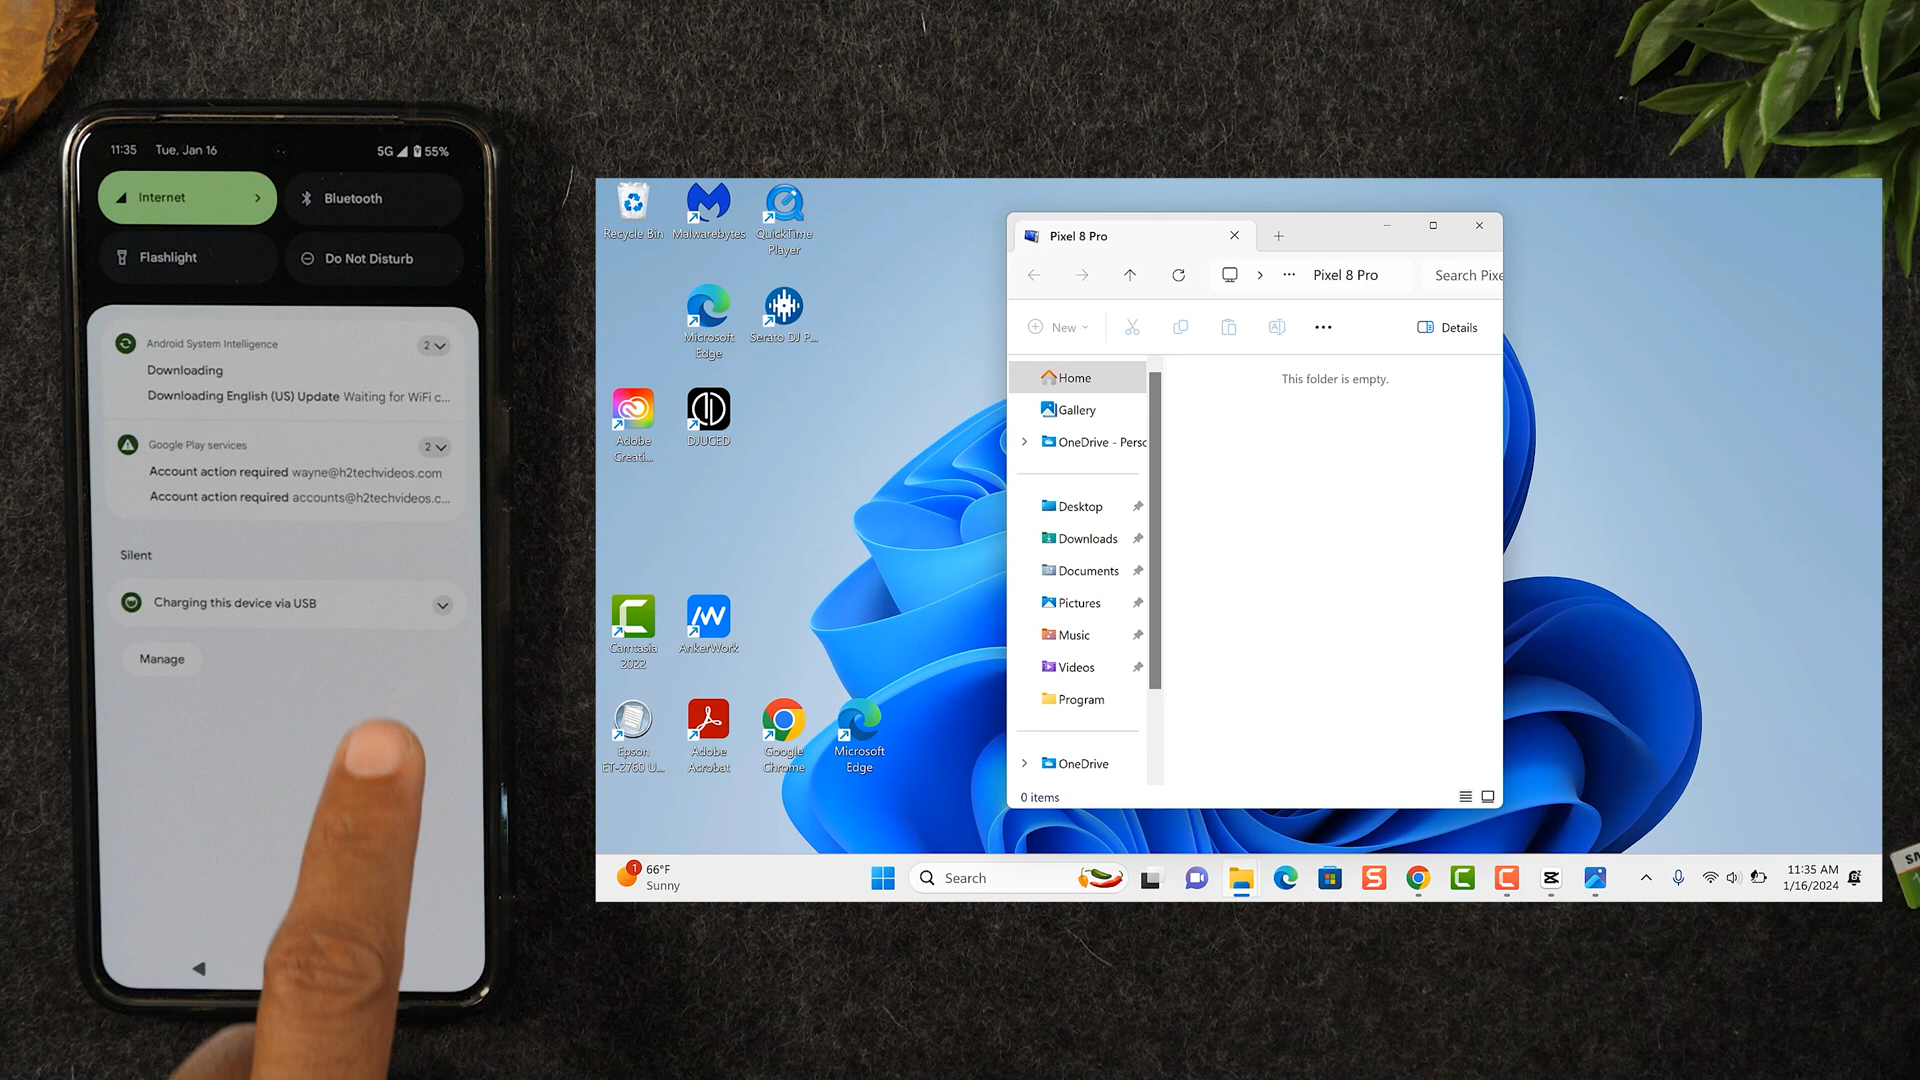 11:35 Tue, Jan 16
5G 55%
Internet
Bluetooth
Flashlight
Do Not Disturb
Android System Intelligence
2
Downloading
Downloading English (US) Update Waiting for WiFi c...
Google Play services
2
Account action required wayne@h2techvideos.com
Account action required accounts@h2techvideos.c...
Silent
Charging this device via USB
Manage
Recycle Bin
Malwarebytes
QuickTime
Player
Microsoft
Edge
Serato DJ P...
Adobe
Creati...
DJUCED
Camtasia
2022
AnkerWork
Epson
ET-2760 U...
Adobe
Acrobat
Google
Chrome
Microsoft
Edge
Pixel 8 Pro
Pixel 8 Pro
Search Pixe
New
Details
Home
Gallery
OneDrive - Perso
Desktop
Downloads
Documents
Pictures
Music
Videos
Program
OneDrive
This folder is empty.
0 items
1
66°F
Sunny
Search
11:35 AM
1/16/2024